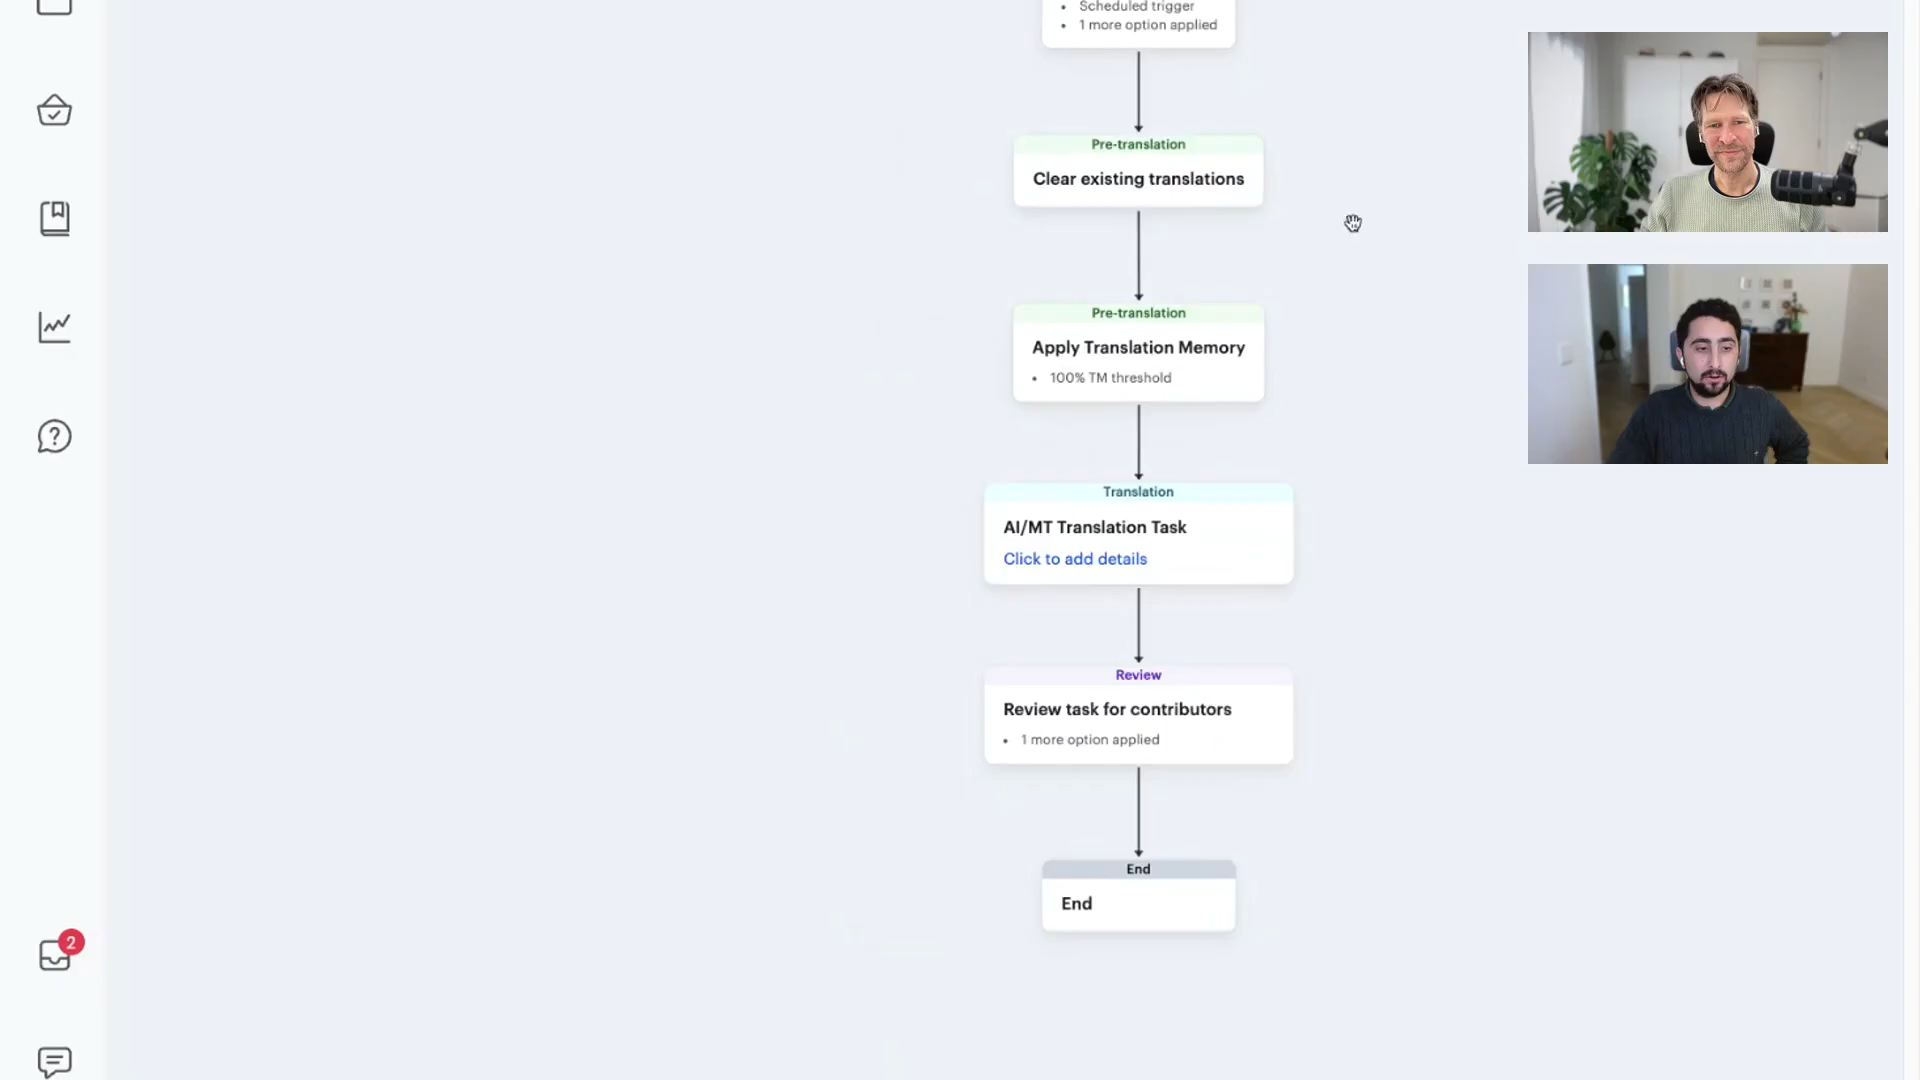 Scheduled trigger
1 more option applied
Pre-translation
Clear existing translations
Pre-translation
Apply Translation Memory
100% TM threshold
Translation
AI/MT Translation Task
Click to add details
Review
Review task for contributors
1 more option applied
End
End
2